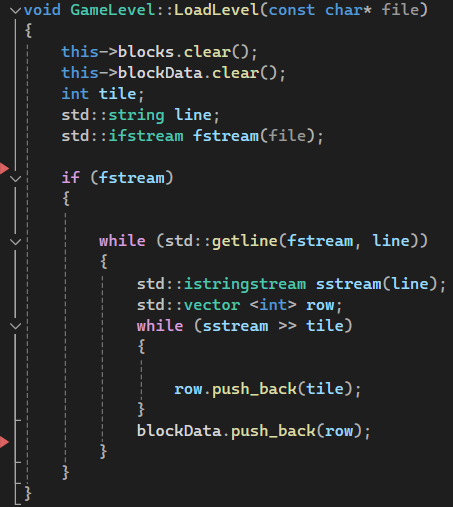 void GameLevel::LoadLevel(const char* file)
{
    this->blocks.clear();
    this->blockData.clear();
    int tile;
    std::string line;
    std::ifstream fstream(file);

    if (fstream)
    {

        while (std::getline(fstream, line))
        {
            std::istringstream sstream(line);
            std::vector <int> row;
            while (sstream >> tile)
            {

                row.push_back(tile);
            }
            blockData.push_back(row);
        }
    }
}